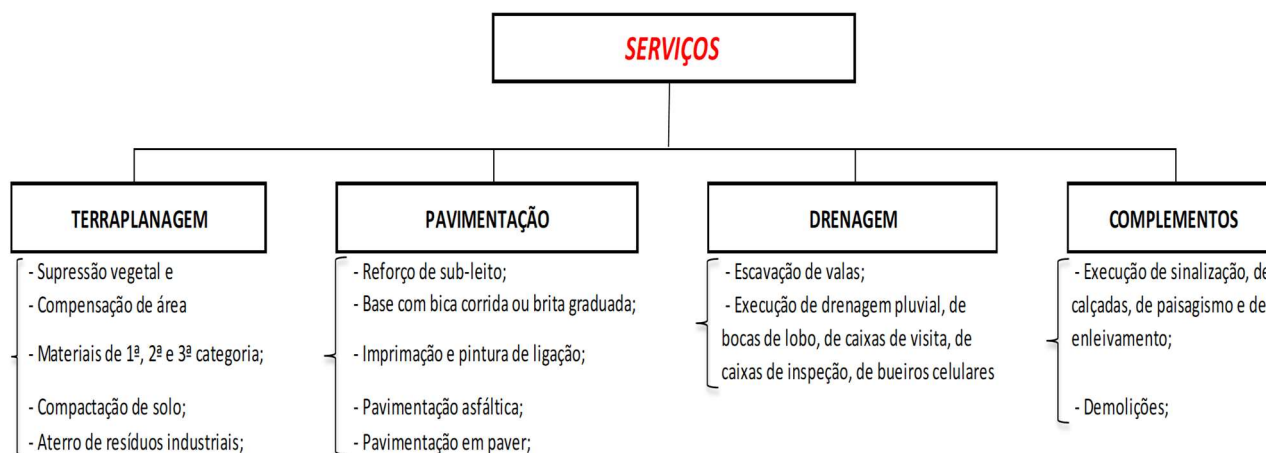 SERVIÇOS
TERRAPLANAGEM
- Supressão vegetal e
- Compensação de área
- Materiais de 1ª, 2ª e 3ª categoria;
- Compactação de solo;
- Aterro de resíduos industriais;
PAVIMENTAÇÃO
- Reforço de sub-leito;
- Base com bica corrida ou brita graduada;
- Imprimação e pintura de ligação;
- Pavimentação asfáltica;
- Pavimentação em paver;
DRENAGEM
- Escavação de valas;
- Execução de drenagem pluvial, de
bocas de lobo, de caixas de visita, de
caixas de inspeção, de bueiros celulares
COMPLEMENTOS
- Execução de sinalização, de
calçadas, de paisagismo e de
enleivamento;
- Demolições;